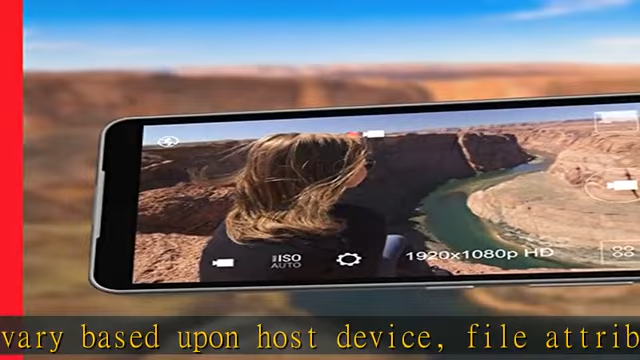 ISO
AUTO
1920x1080p HD
vary based upon host device, file attrib